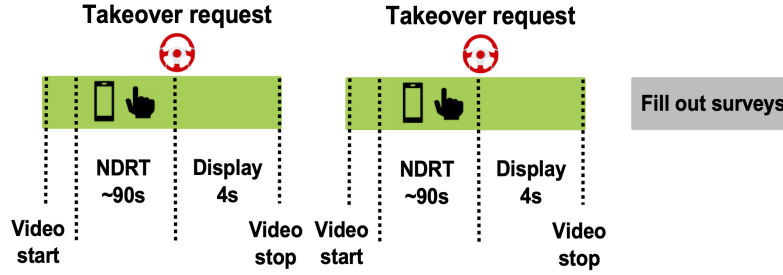 Takeover request
Takeover request
Fill out surveys
NDRT
~90s
Display
4s
NDRT
~90s
Display
4s
Video
start
Video
stop
Video
start
Video
stop